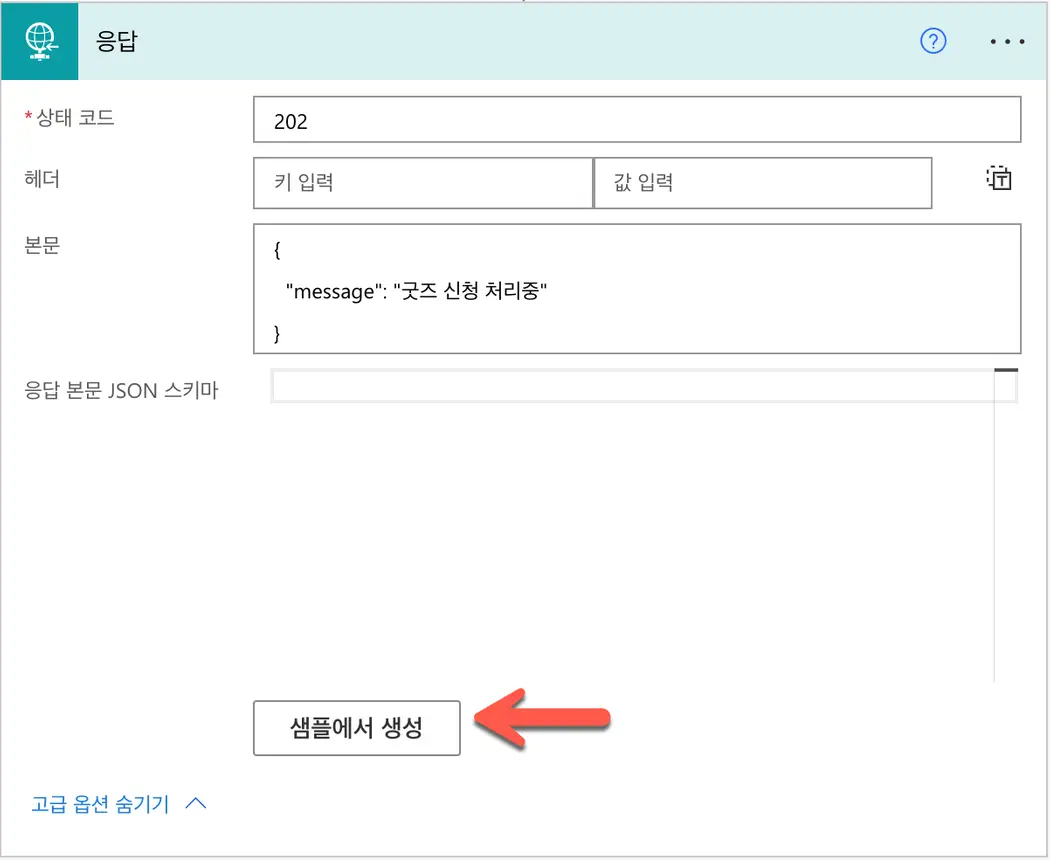 응답
* 상태 코드
202
헤더
키 입력
값 입력
본문
{
"message": "굿즈 신청 처리중"
}
응답 본문 JSON 스키마
샘플에서 생성
고급 옵션 숨기기